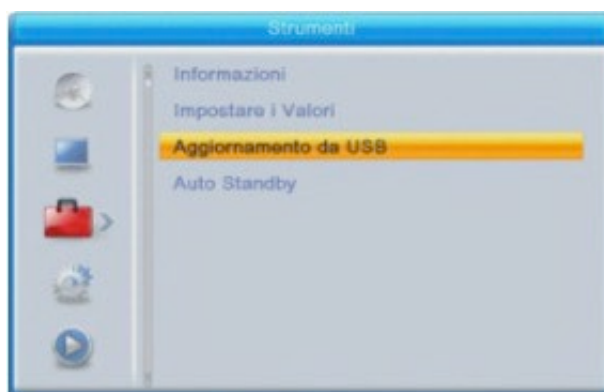 Strumenti
Informazioni
Impostare i Valori
Aggiornamento da USB
Auto Standby